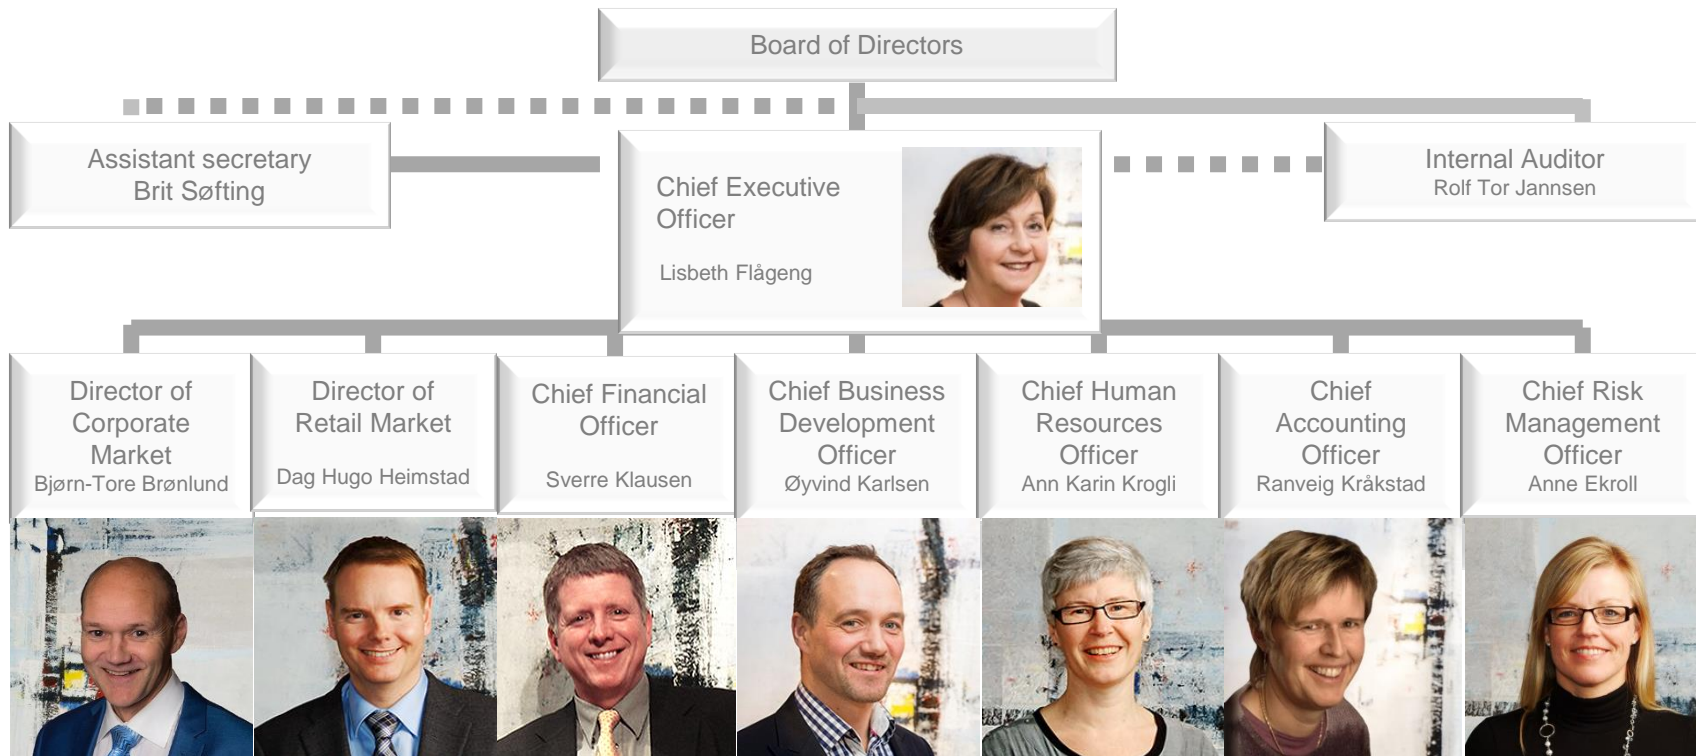 Board of Directors
Assistant secretary
Brit Søfting
Chief Executive
Officer
Lisbeth Flågeng
Internal Auditor
Rolf Tor Jannsen
Director of
Corporate
Market
Bjørn-Tore Brønlund
Director of
Retail Market
Dag Hugo Heimstad
Chief Financial
Officer
Sverre Klausen
Chief Business
Development
Officer
Øyvind Karlsen
Chief Human
Resources
Officer
Ann Karin Krogli
Chief
Accounting
Officer
Ranveig Kråkstad
Chief Risk
Management
Officer
Anne Ekroll